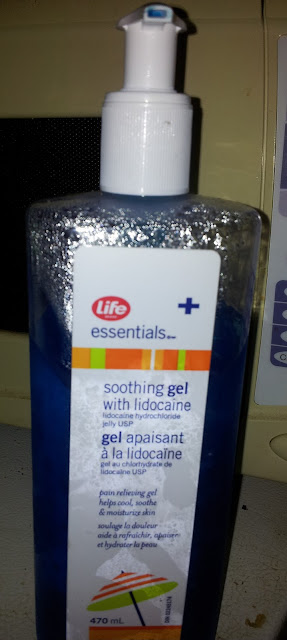 Life
essentials
soothing gel
with lidocaine
lidocaine hydrochloride
jelly USP
gel apaisant
à la lidocaïne
gel au chlorhydrate de
lidocaïne USP
pain relieving gel
helps cool, soothe
& moisturize skin
soulage la douleur
aide à rafraîchir, apaiser
et hydrater la peau
470 mL